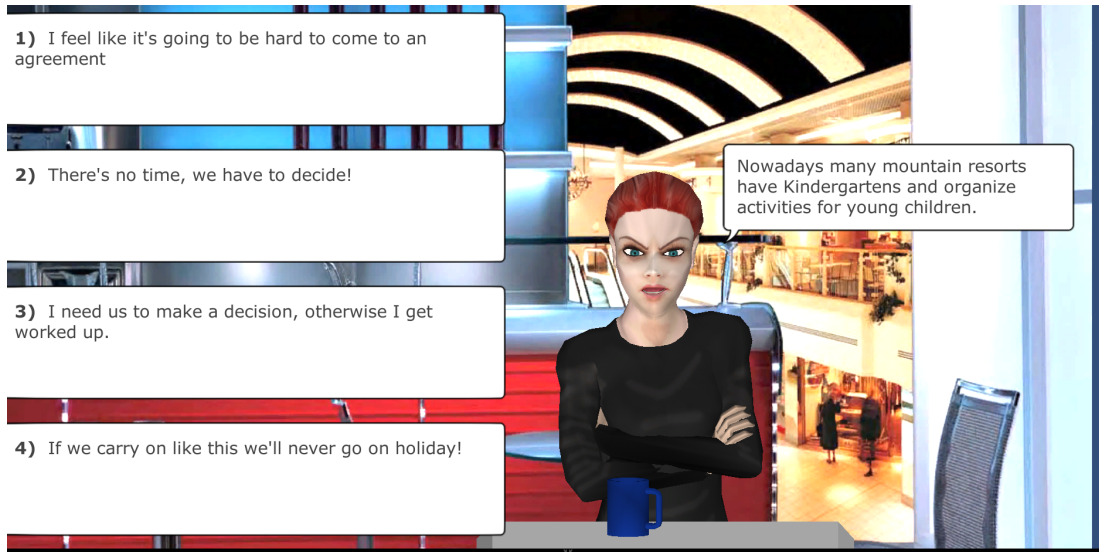 1) I feel like it's going to be hard to come to an
agreement
2) There's no time, we have to decide!
3) I need us to make a decision, otherwise I get
worked up.
4) If we carry on like this we'll never go on holiday!
Nowadays many mountain resorts
have Kindergartens and organize
activities for young children.